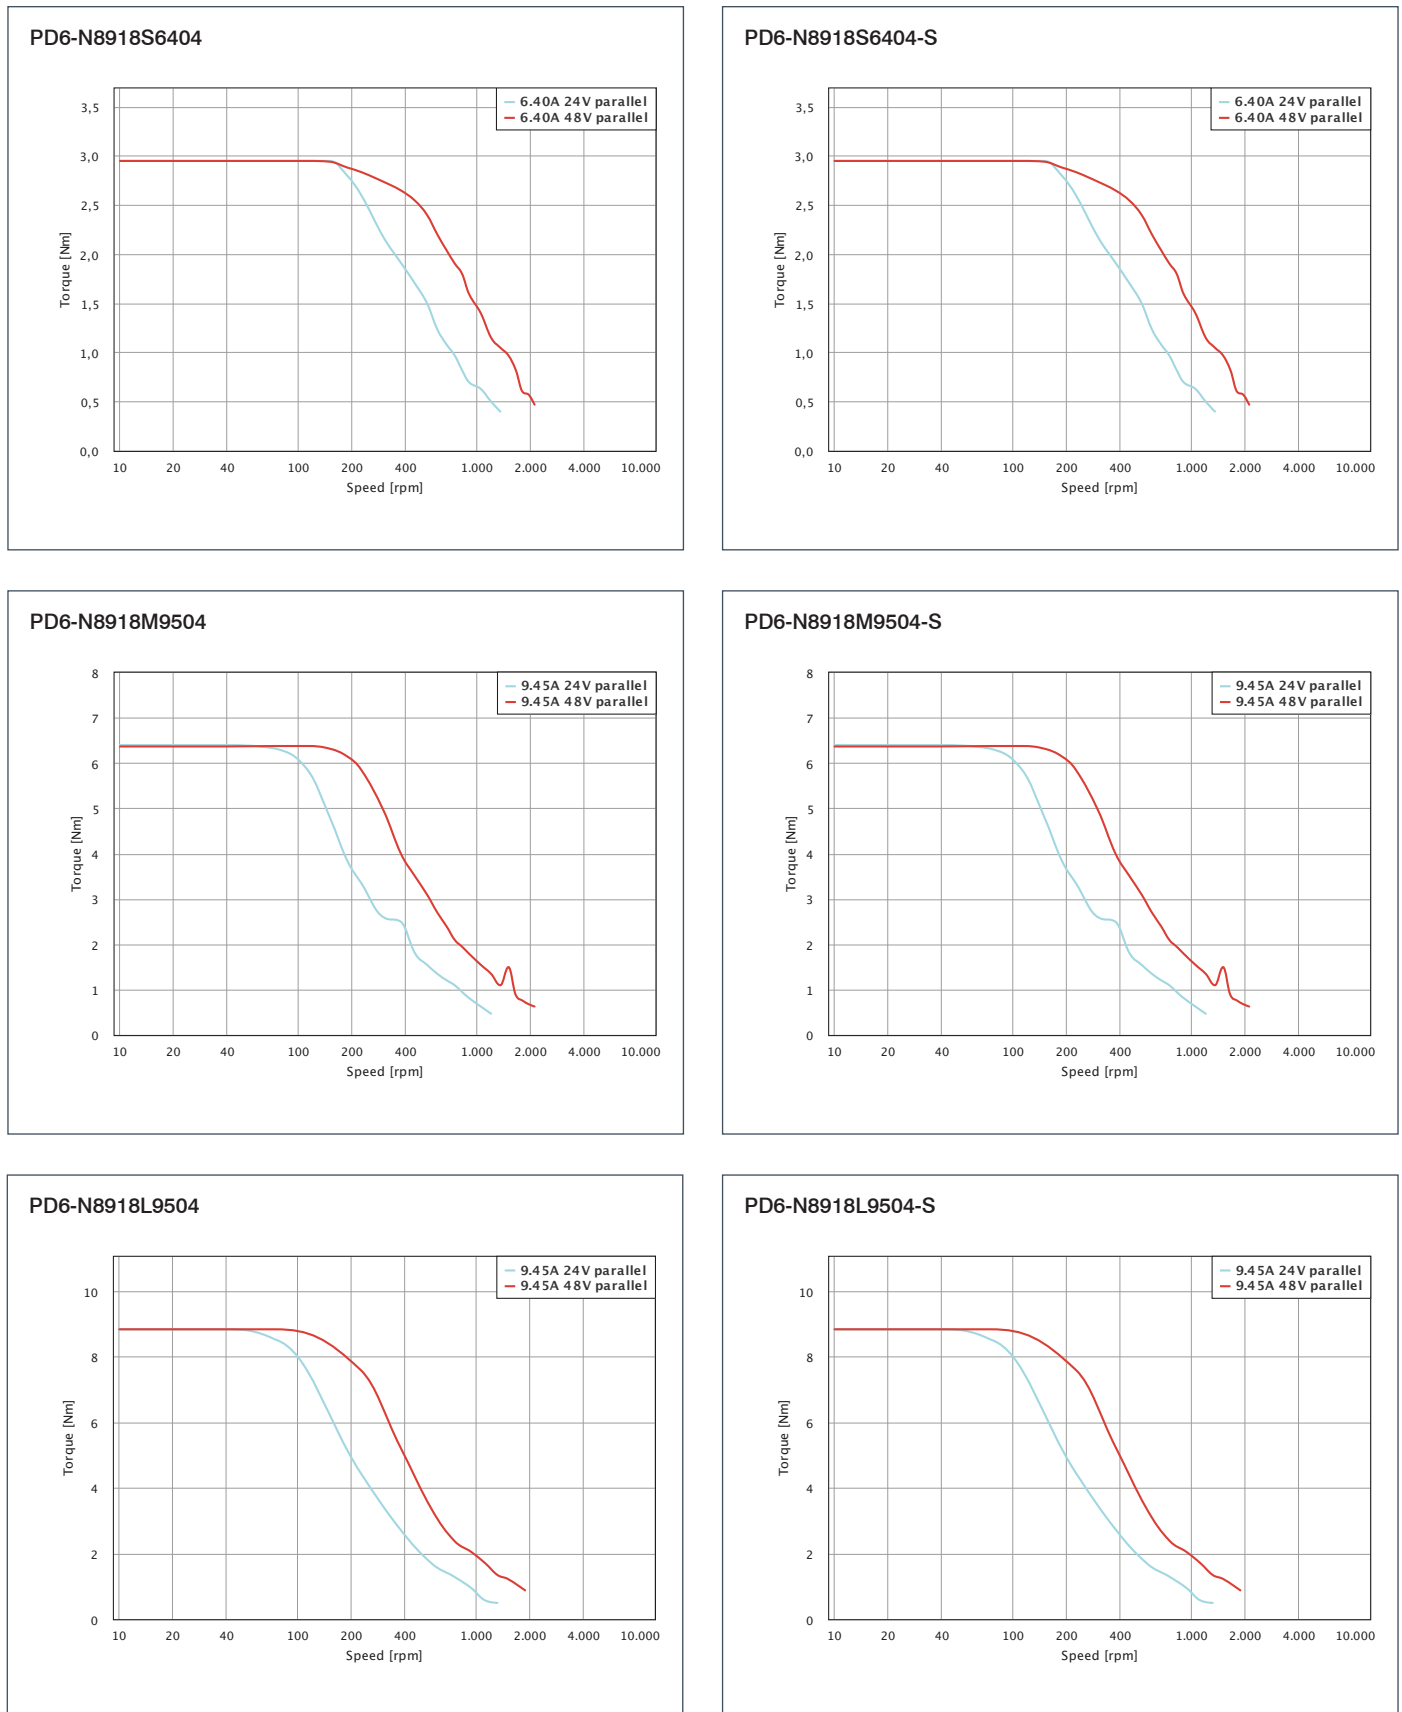 PD6-N8918S6404
6.40A 24V parallel
6.40A 48V parallel
3,5
3,0
2,5
2,0
1,5
1,0
0,5
0,0
Torque [Nm]
10 20 40 100 200 400 1.000 2.000 4.000 10.000
Speed [rpm]
PD6-N8918S6404-S
6.40A 24V parallel
6.40A 48V parallel
3,5
3,0
2,5
2,0
1,5
1,0
0,5
0,0
Torque [Nm]
10 20 40 100 200 400 1.000 2.000 4.000 10.000
Speed [rpm]
PD6-N8918M9504
9.45A 24V parallel
9.45A 48V parallel
8
7
6
5
4
3
2
1
0
Torque [Nm]
10 20 40 100 200 400 1.000 2.000 4.000 10.000
Speed [rpm]
PD6-N8918M9504-S
9.45A 24V parallel
9.45A 48V parallel
8
7
6
5
4
3
2
1
0
Torque [Nm]
10 20 40 100 200 400 1.000 2.000 4.000 10.000
Speed [rpm]
PD6-N8918L9504
9.45A 24V parallel
9.45A 48V parallel
10
8
6
4
2
0
Torque [Nm]
10 20 40 100 200 400 1.000 2.000 4.000 10.000
Speed [rpm]
PD6-N8918L9504-S
9.45A 24V parallel
9.45A 48V parallel
10
8
6
4
2
0
Torque [Nm]
10 20 40 100 200 400 1.000 2.000 4.000 10.000
Speed [rpm]